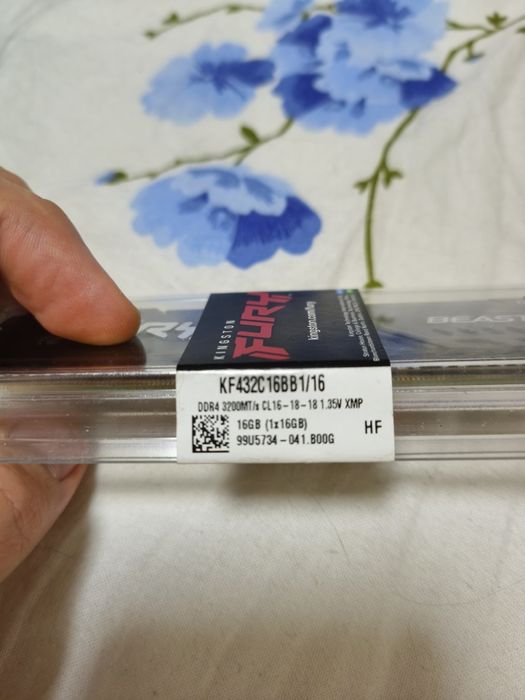 KINGSTON
FURY
kingston.com/fury
BEAST
KF432C16BB1/16
DDR4 3200MT/s CL16-18-18 1.35V XMP
16GB (1x16GB)
99U5734-041.B00G
HF